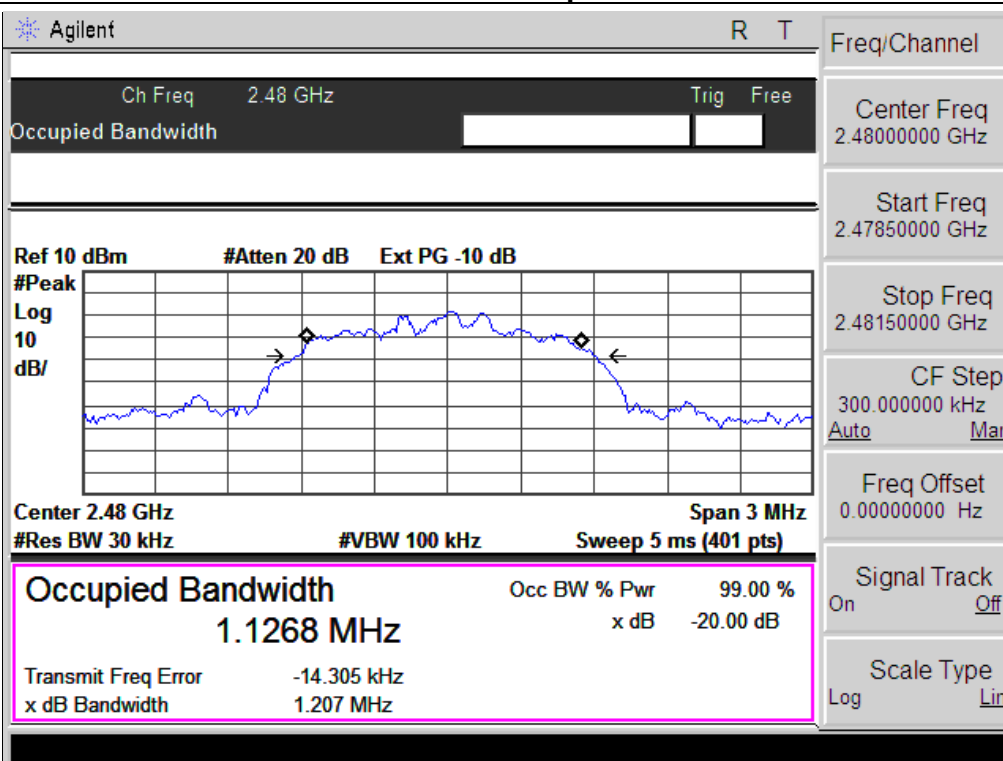 Agilent R T
Ch Freq 2.48 GHz Trig Free
Occupied Bandwidth
Ref 10 dBm #Atten 20 dB Ext PG -10 dB
#Peak
Log
10
dB/
Center 2.48 GHz Span 3 MHz
#Res BW 30 kHz #VBW 100 kHz Sweep 5 ms (401 pts)
Occupied Bandwidth Occ BW % Pwr 99.00 %
1.1268 MHz x dB -20.00 dB
Transmit Freq Error -14.305 kHz
x dB Bandwidth 1.207 MHz
Freq/Channel
Center Freq
2.48000000 GHz
Start Freq
2.47850000 GHz
Stop Freq
2.48150000 GHz
CF Step
300.000000 kHz
Auto
Freq Offset
0.00000000 Hz
Signal Track
On Off
Scale Type
Log